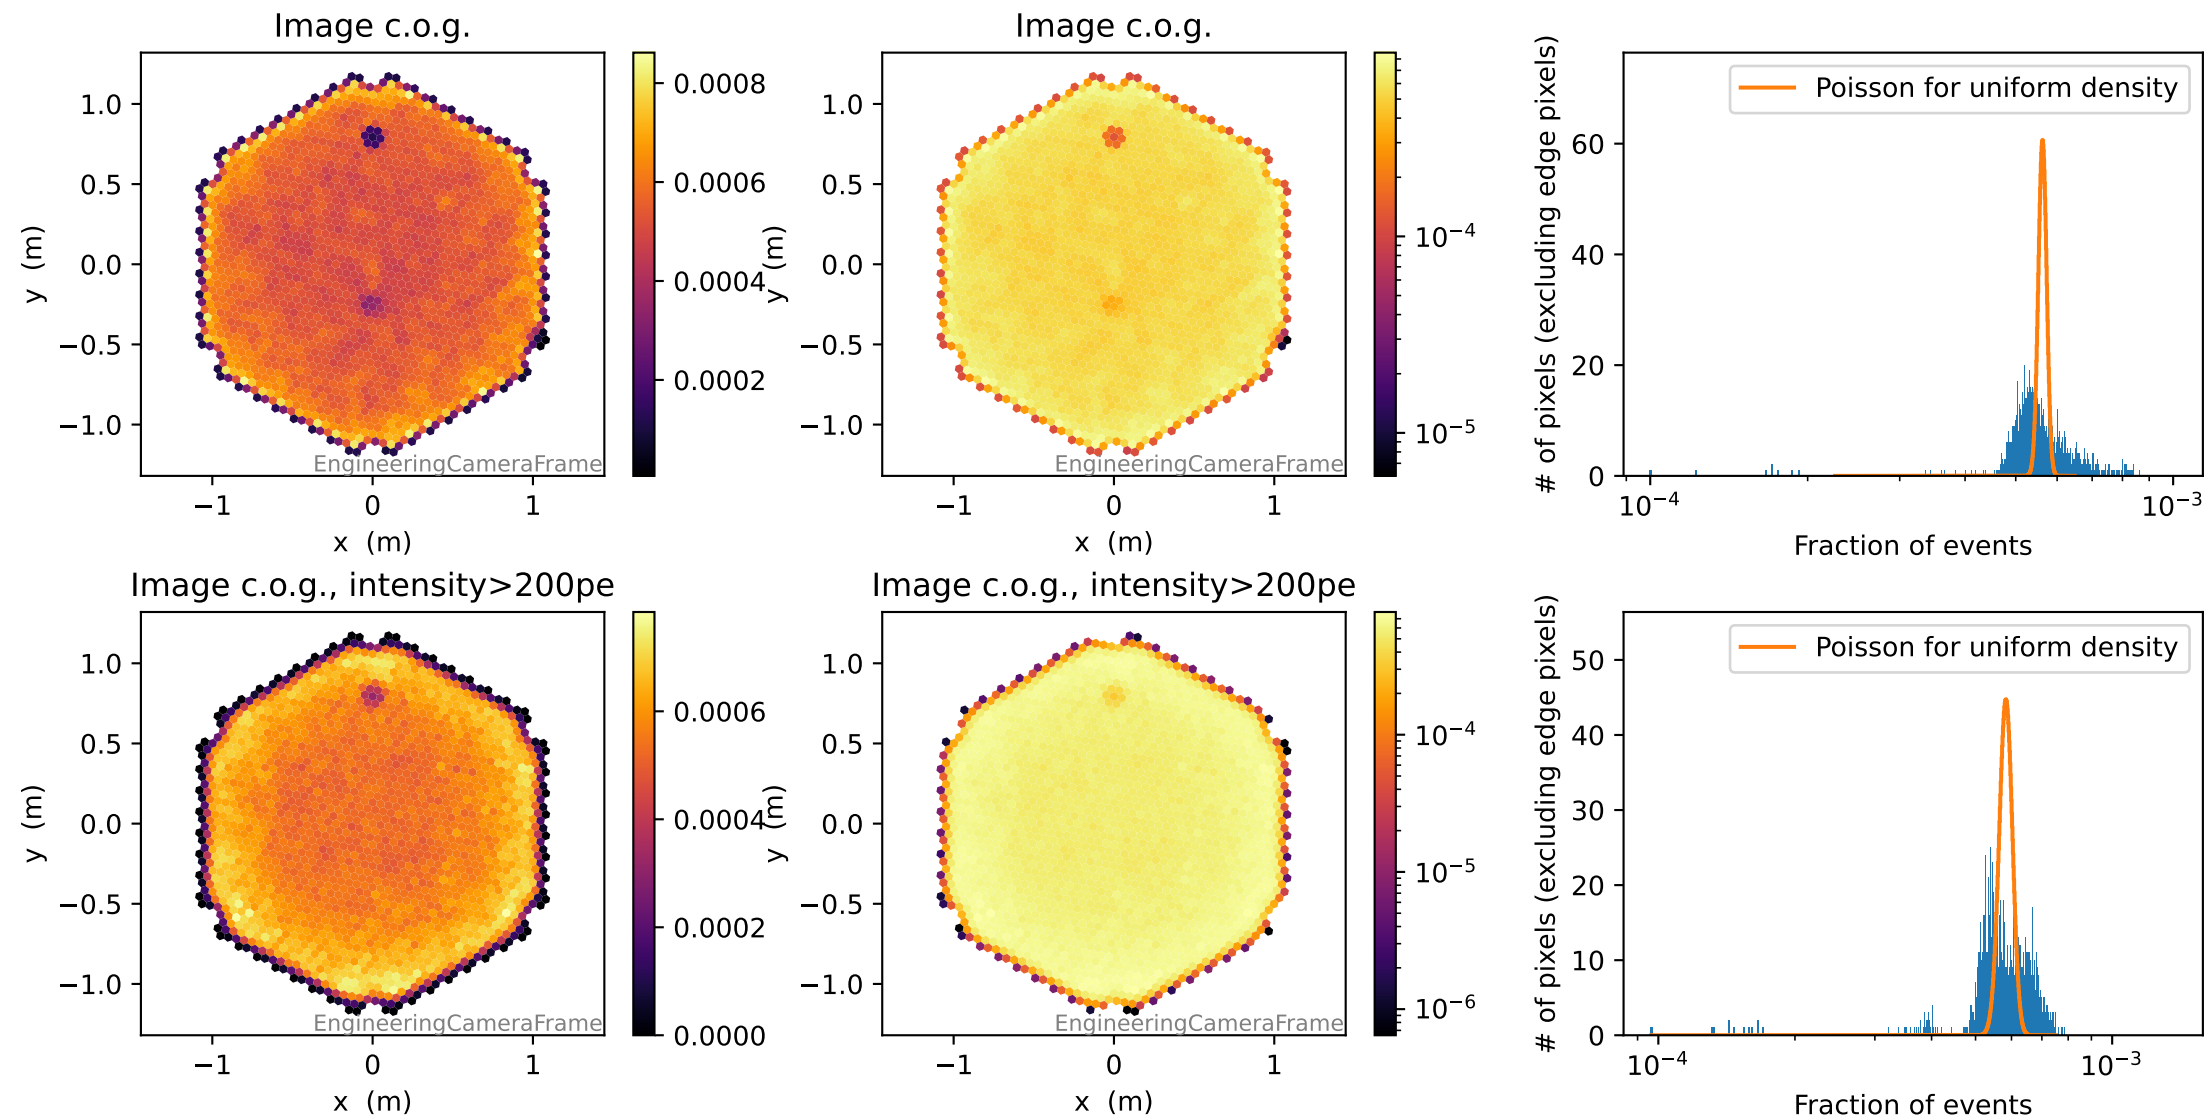 Image c.o.g.
1.0
0.5
0.0
−0.5
−1.0
y (m)
−1
0
1
x (m)
EngineeringCameraFrame
0.0008
0.0006
0.0004
0.0002
Image c.o.g.
1.0
0.5
0.0
−0.5
−1.0
y (m)
−1
0
1
x (m)
EngineeringCameraFrame
10⁻⁴
10⁻⁵
# of pixels (excluding edge pixels)
60
40
20
0
Poisson for uniform density
10⁻⁴
10⁻³
Fraction of events
Image c.o.g., intensity>200pe
1.0
0.5
0.0
−0.5
−1.0
y (m)
−1
0
1
x (m)
EngineeringCameraFrame
0.0006
0.0004
0.0002
0.0000
Image c.o.g., intensity>200pe
1.0
0.5
0.0
−0.5
−1.0
y (m)
−1
0
1
x (m)
EngineeringCameraFrame
10⁻⁴
10⁻⁵
10⁻⁶
# of pixels (excluding edge pixels)
50
40
30
20
10
0
Poisson for uniform density
10⁻⁴
10⁻³
Fraction of events